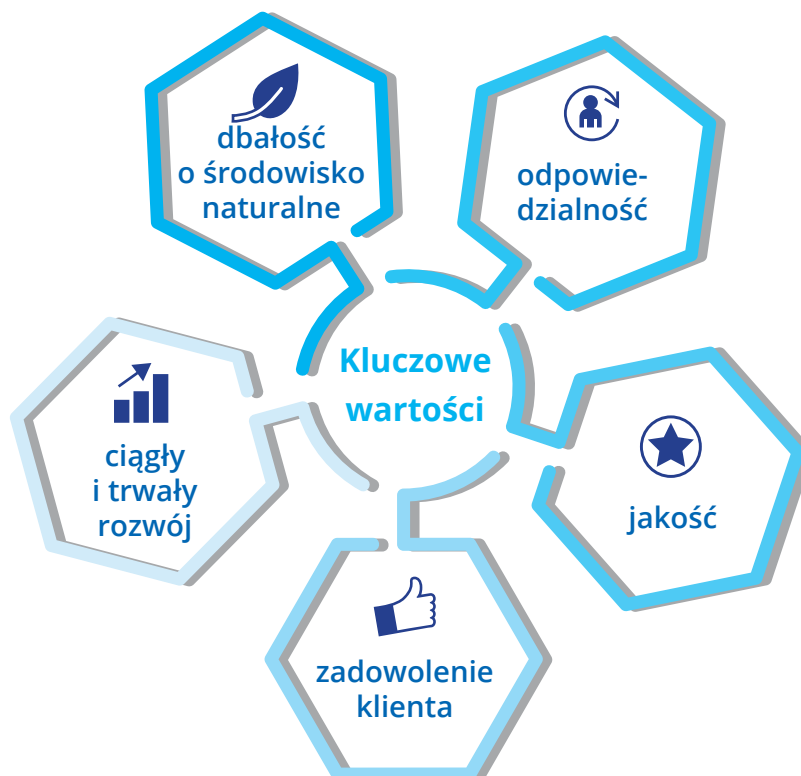 dbałość
o środowisko
naturalne
odpowie-
dzialność
Kluczowe
wartości
ciągły
i trwały
rozwój
jakość
zadowolenie
klienta